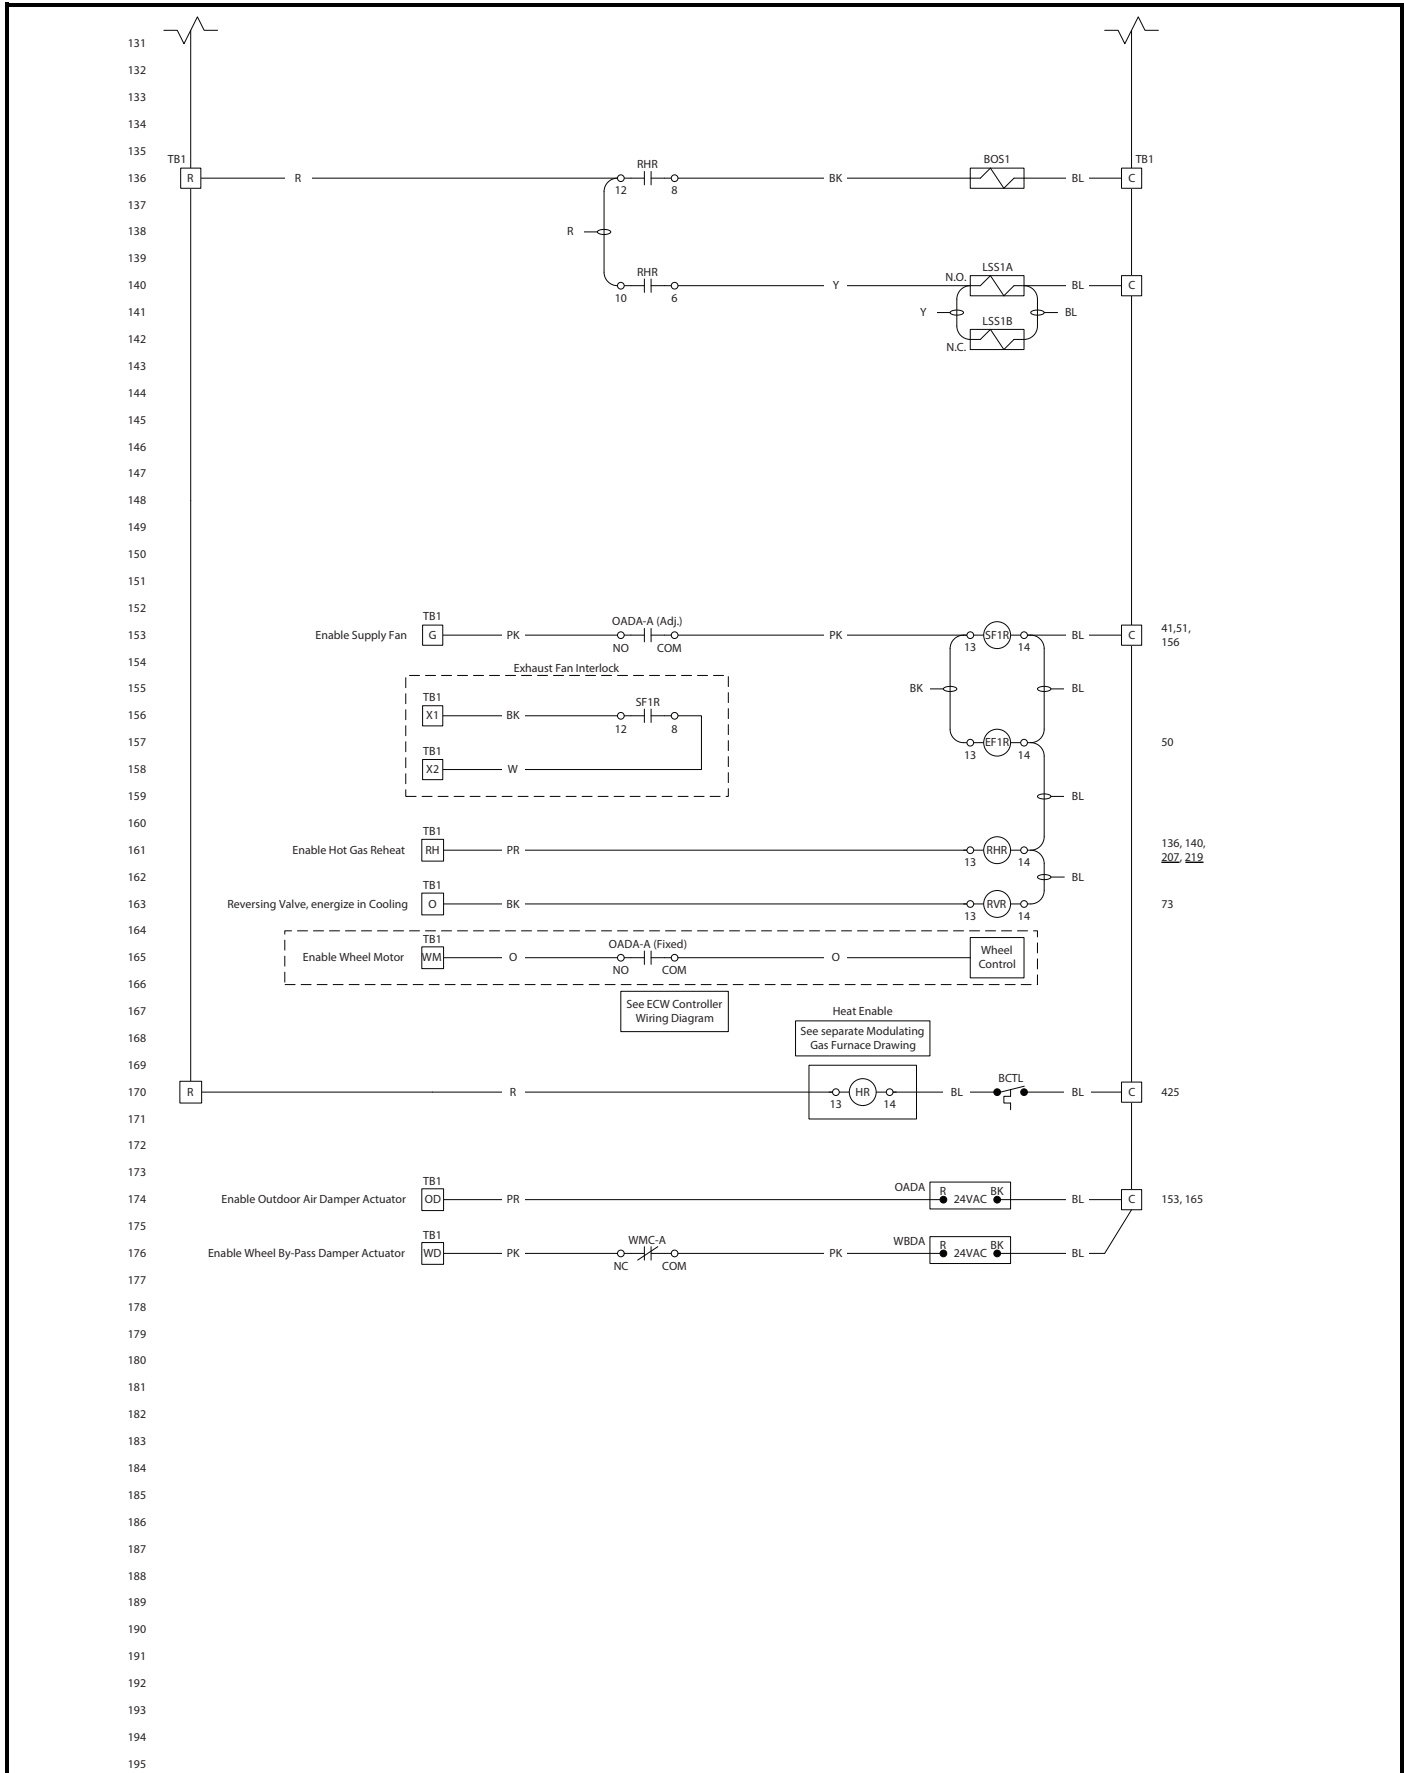 131
132
133
134
135
TB1 RHR BOS1 TB1
136 R R 12 8 BK BL C
137
138 R
139
RHR N.O. LSS1A
140 10 6 Y BL C
141 Y BL
LSS1B
142 N.C.
143
144
145
146
147
148
149
150
151
152
TB1 OADA-A (Adj.)
153 Enable Supply Fan G PK NO COM PK 13 SF1R 14 BL C 41,51,
156
154
Exhaust Fan Interlock
155 BK BL
TB1 SF1R
156 X1 BK 12 8
157 13 EF1R 14 50
TB1
158 X2 W
159 BL
160
TB1
161 Enable Hot Gas Reheat RH PR 13 RHR 14 136, 140,
207, 219
162 BL
TB1
163 Reversing Valve, energize in Cooling O BK 13 RVR 14 73
164
TB1 OADA-A (Fixed)
165 Enable Wheel Motor WM O NO COM O Wheel
Control
166
167 See ECW Controller
Wiring Diagram
Heat Enable
168 See separate Modulating
Gas Furnace Drawing
169
BCTL
170 R R 13 HR 14 BL BL C 425
171
172
173
TB1
174 Enable Outdoor Air Damper Actuator OD PR OADA R 24VAC BK BL C 153, 165
175
TB1 WMC-A
176 Enable Wheel By-Pass Damper Actuator WD PK NC COM PK WBDA R 24VAC BK BL
177
178
179
180
181
182
183
184
185
186
187
188
189
190
191
192
193
194
195